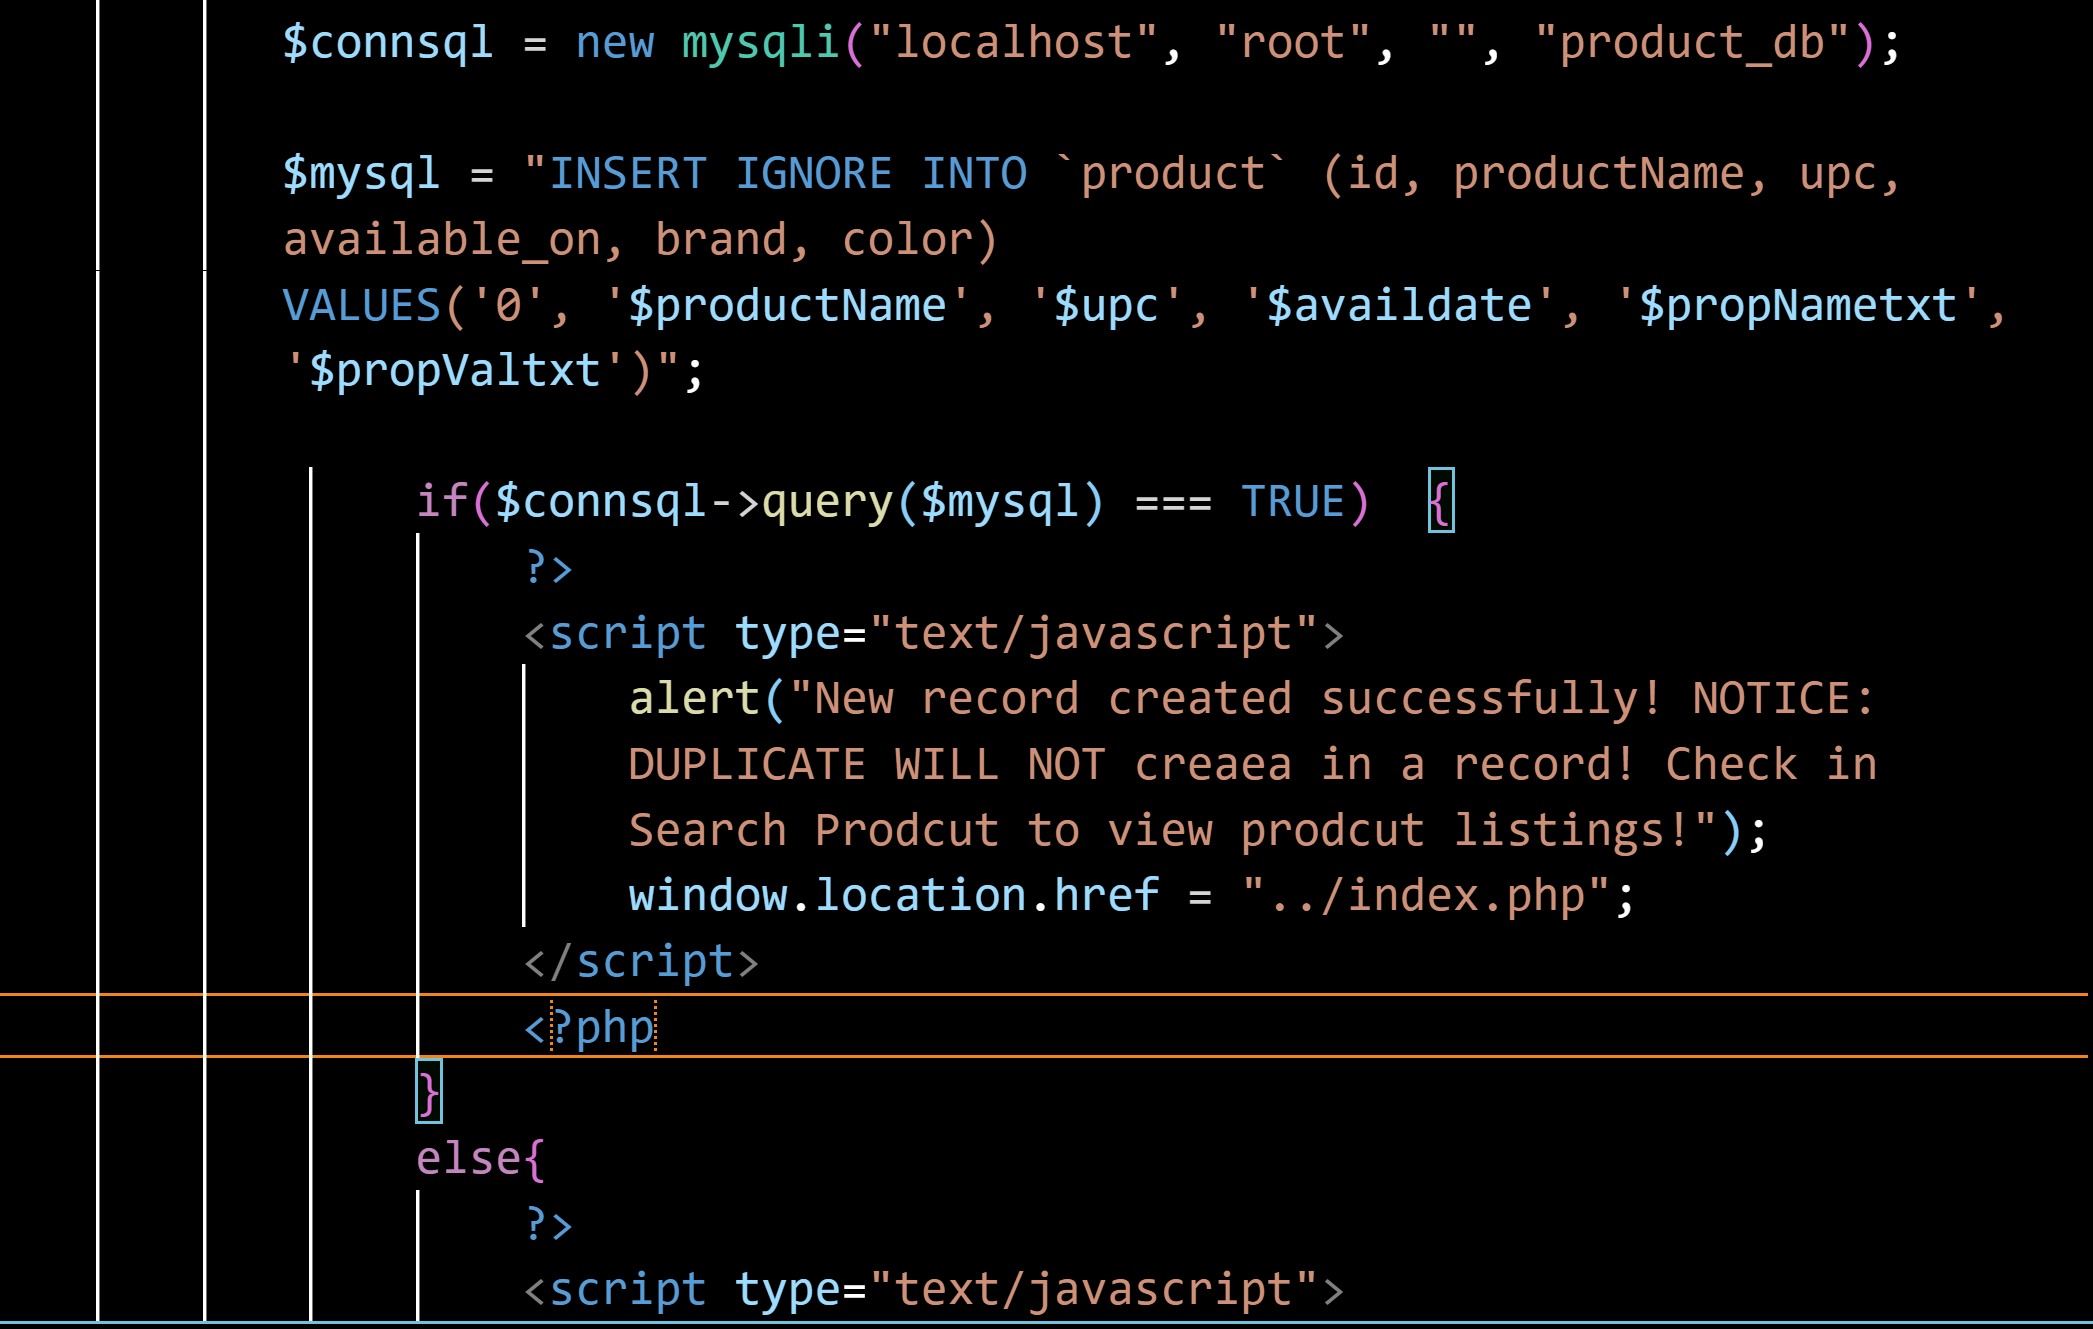 $connsql = new mysqli("localhost", "root", "", "product_db");
$mysql = "INSERT IGNORE INTO `product` (id, productName, upc,
available_on, brand, color)
VALUES('0', '$productName', '$upc', '$availdate', '$propNametxt',
'$propValtxt')";
if($connsql->query($mysql) === TRUE)  {
?>
<script type="text/javascript">
alert("New record created successfully! NOTICE:
DUPLICATE WILL NOT creaea in a record! Check in
Search Prodcut to view prodcut listings!");
window.location.href = "../index.php";
</script>
<?php
}
else{
?>
<script type="text/javascript">